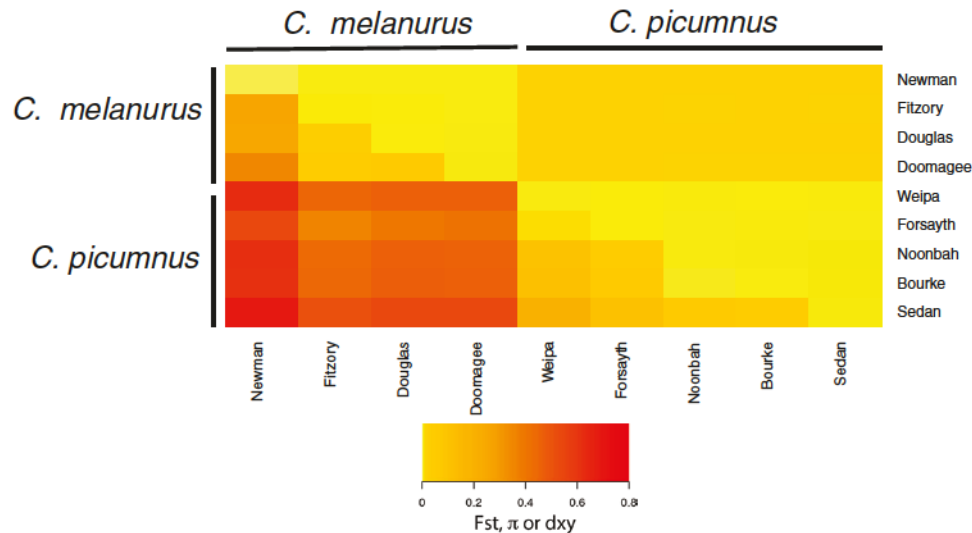 C. melanurus
C. picumnus
C. melanurus
C. picumnus
Newman
Fitzory
Douglas
Doomagee
Weipa
Forsayth
Noonbah
Bourke
Sedan
Newman
Fitzory
Douglas
Doomagee
Weipa
Forsayth
Noonbah
Bourke
Sedan
0 0.2 0.4 0.6 0.8
Fst, π or dxy